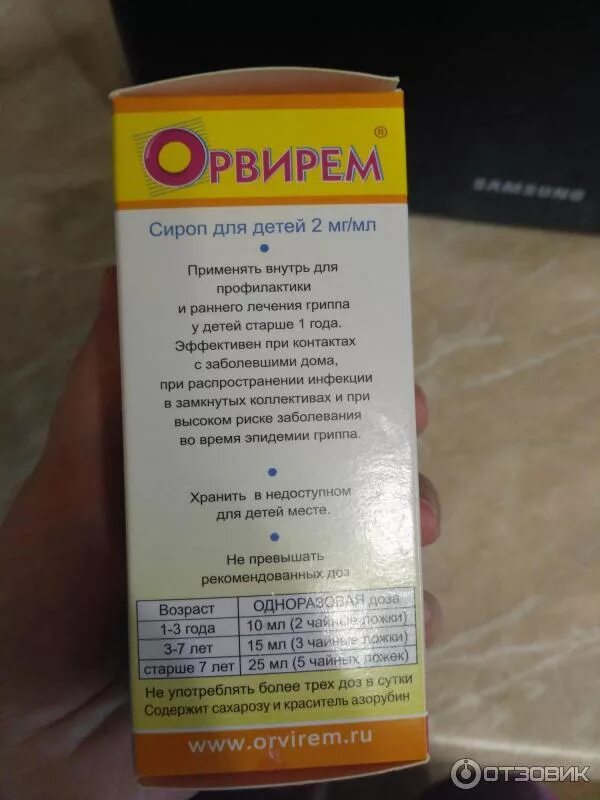 ОРВИРЕМ®
Сироп для детей 2 мг/мл
Применять внутрь для
профилактики
и раннего лечения гриппа
у детей старше 1 года.
Эффективен при контактах
с заболевшими дома,
при распространении инфекции
в замкнутых коллективах и при
высоком риске заболевания
во время эпидемии гриппа.
Хранить в недоступном
для детей месте.
Не превышать
рекомендованных доз
Возраст ОДНОРАЗОВАЯ доза
1-3 года 10 мл (2 чайные ложки)
3-7 лет 15 мл (3 чайные ложки)
старше 7 лет 25 мл (5 чайных ложек)
Не употреблять более трех доз в сутки
Содержит сахарозу и краситель азорубин
www.orvirem.ru
SAMSUNG
ОТЗОВИК